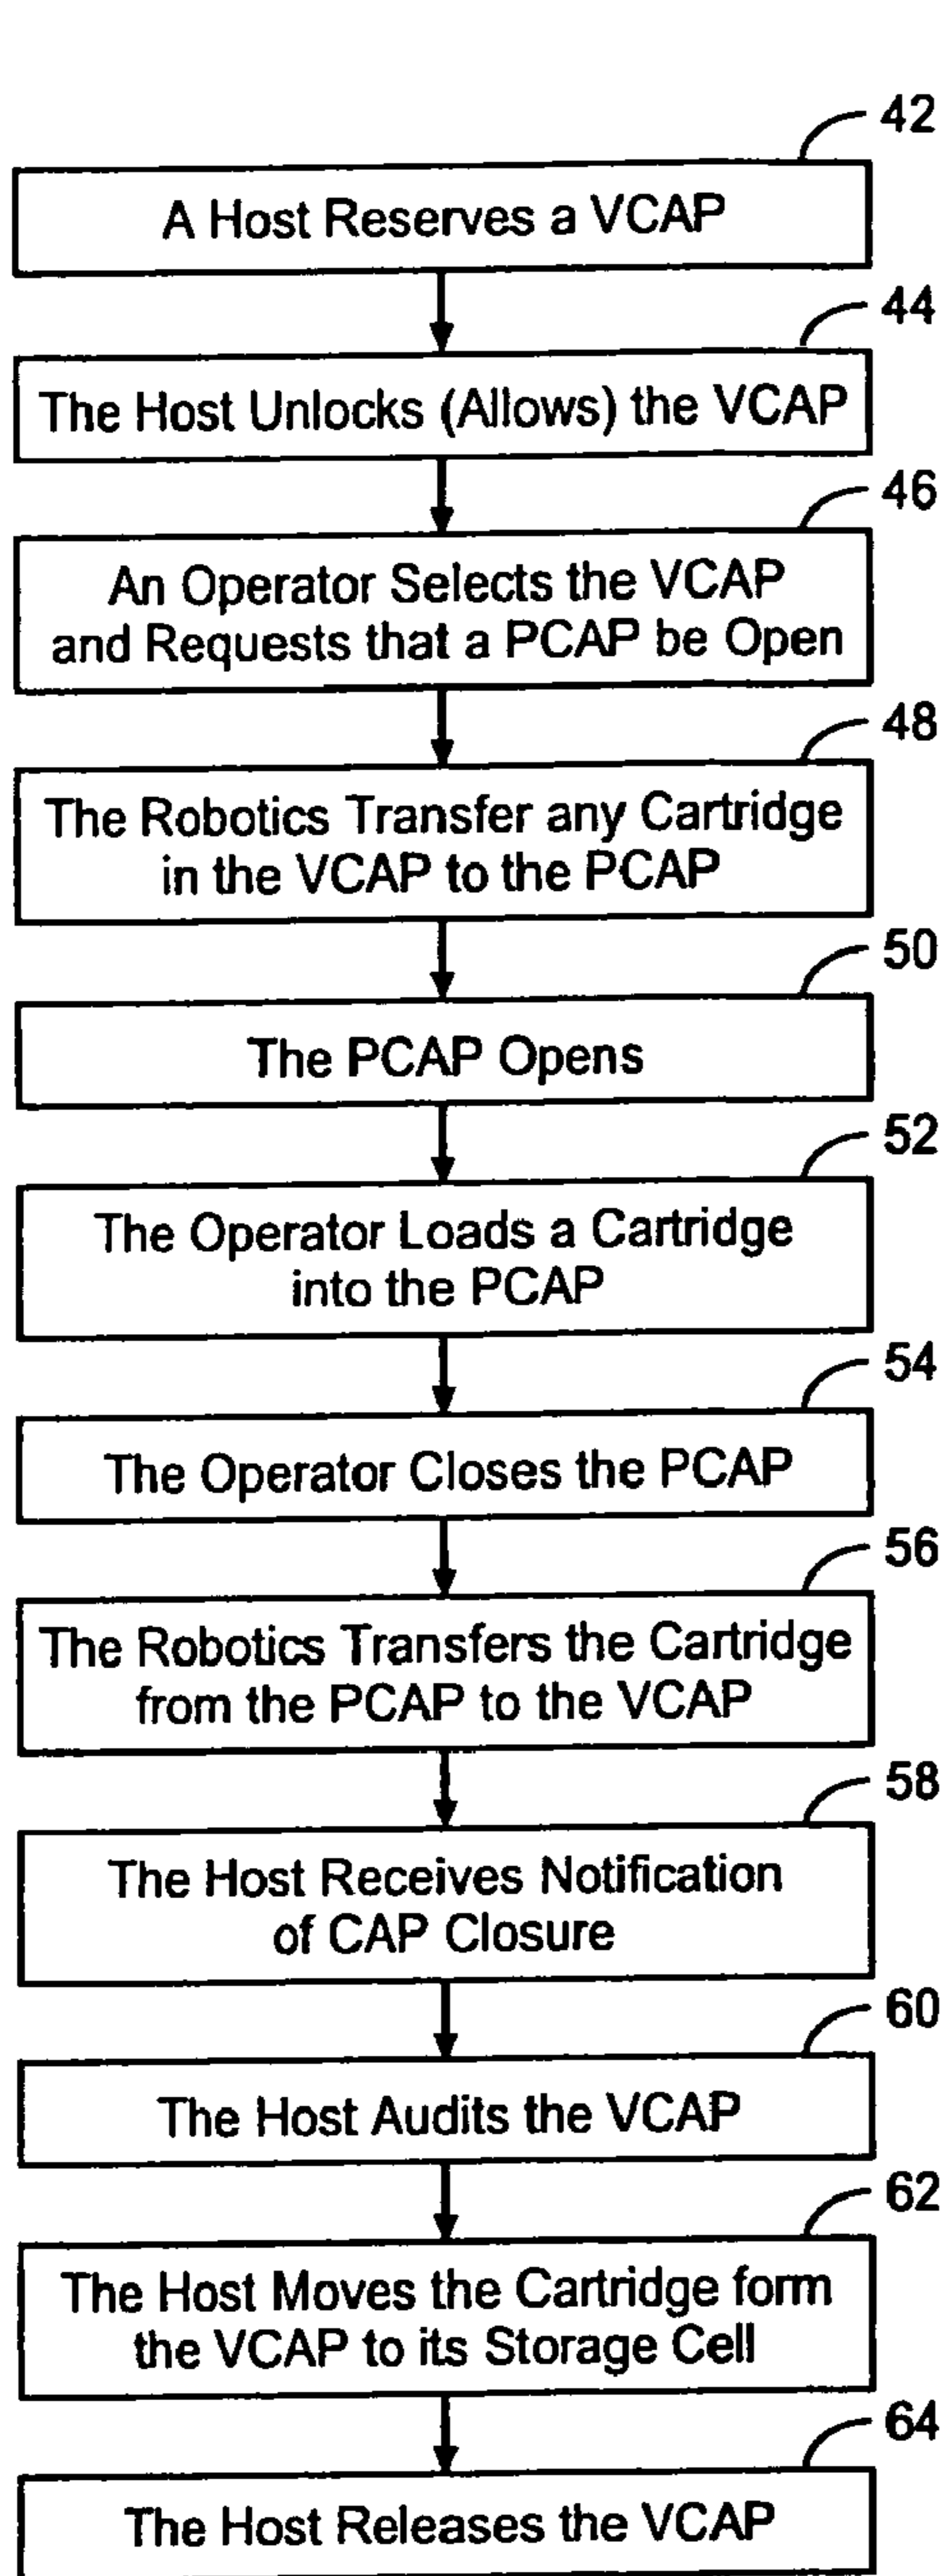 42
A Host Reserves a VCAP
44
The Host Unlocks (Allows) the VCAP
46
An Operator Selects the VCAP
and Requests that a PCAP be Open
48
The Robotics Transfer any Cartridge
in the VCAP to the PCAP
50
The PCAP Opens
52
The Operator Loads a Cartridge
into the PCAP
54
The Operator Closes the PCAP
56
The Robotics Transfers the Cartridge
from the PCAP to the VCAP
58
The Host Receives Notification
of CAP Closure
60
The Host Audits the VCAP
62
The Host Moves the Cartridge form
the VCAP to its Storage Cell
64
The Host Releases the VCAP